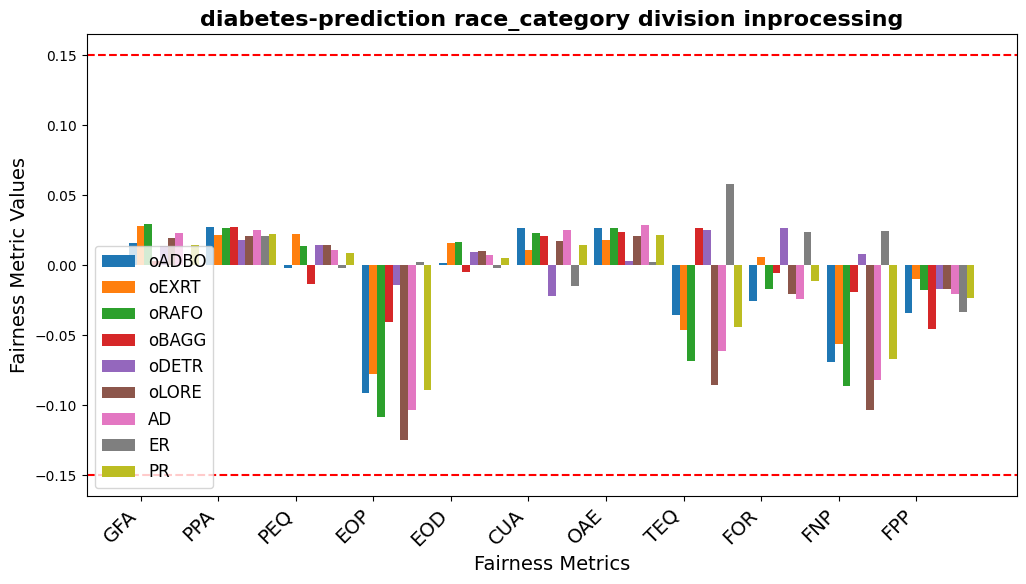 diabetes-prediction race_category division inprocessing
Fairness Metric Values
0.15
0.10
0.05
0.00
−0.05
−0.10
−0.15
oADBO
oEXRT
oRAFO
oBAGG
oDETR
oLORE
AD
ER
PR
GFA PPA PEQ EOP EOD CUA OAE TEQ FOR FNP FPP
Fairness Metrics